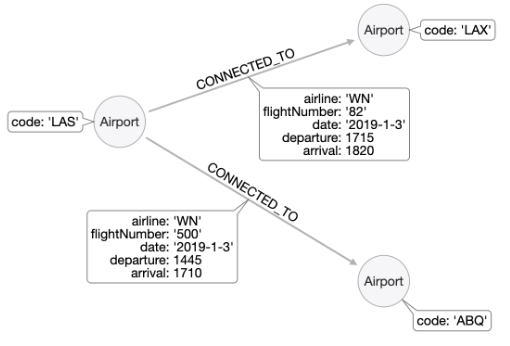 Airport
code: 'LAX'
CONNECTED_TO
airline: 'WN'
flightNumber: '82'
date: '2019-1-3'
departure: 1715
arrival: 1820
code: 'LAS'
Airport
CONNECTED_TO
airline: 'WN'
flightNumber: '500'
date: '2019-1-3'
departure: 1445
arrival: 1710
Airport
code: 'ABQ'